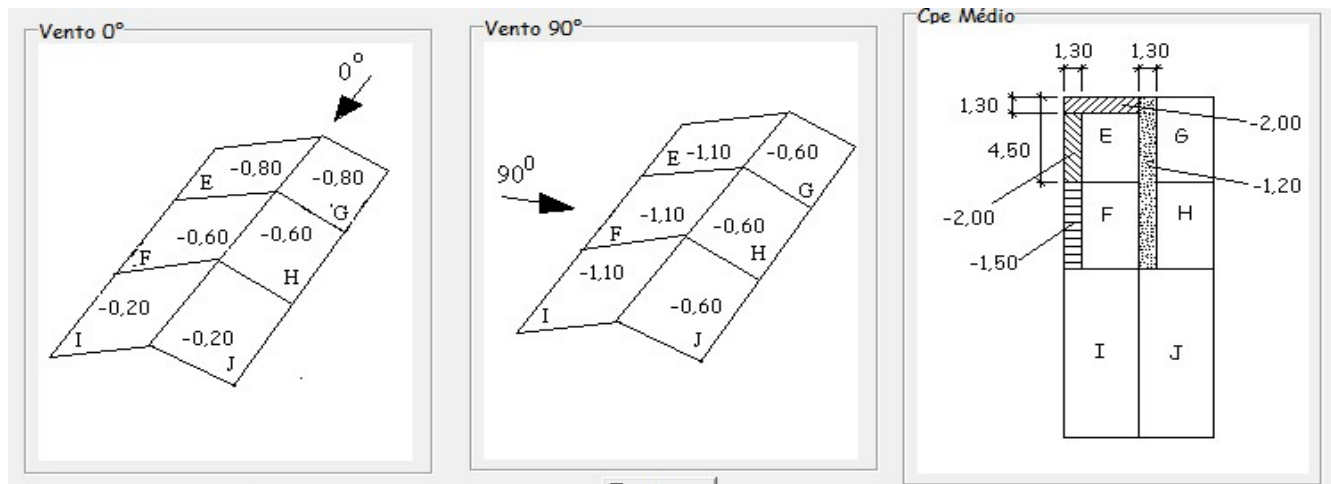 Vento 0°
0°
E
-0,80
-0,80
G
F
-0,60
-0,60
H
-0,20
I
-0,20
J
Vento 90°
90°
E
-1,10
-0,60
G
-1,10
F
-0,60
H
-1,10
I
-0,60
J
Cpe Médio
1,30
1,30
1,30
4,50
E
G
-2,00
-1,20
-2,00
F
H
-1,50
I
J